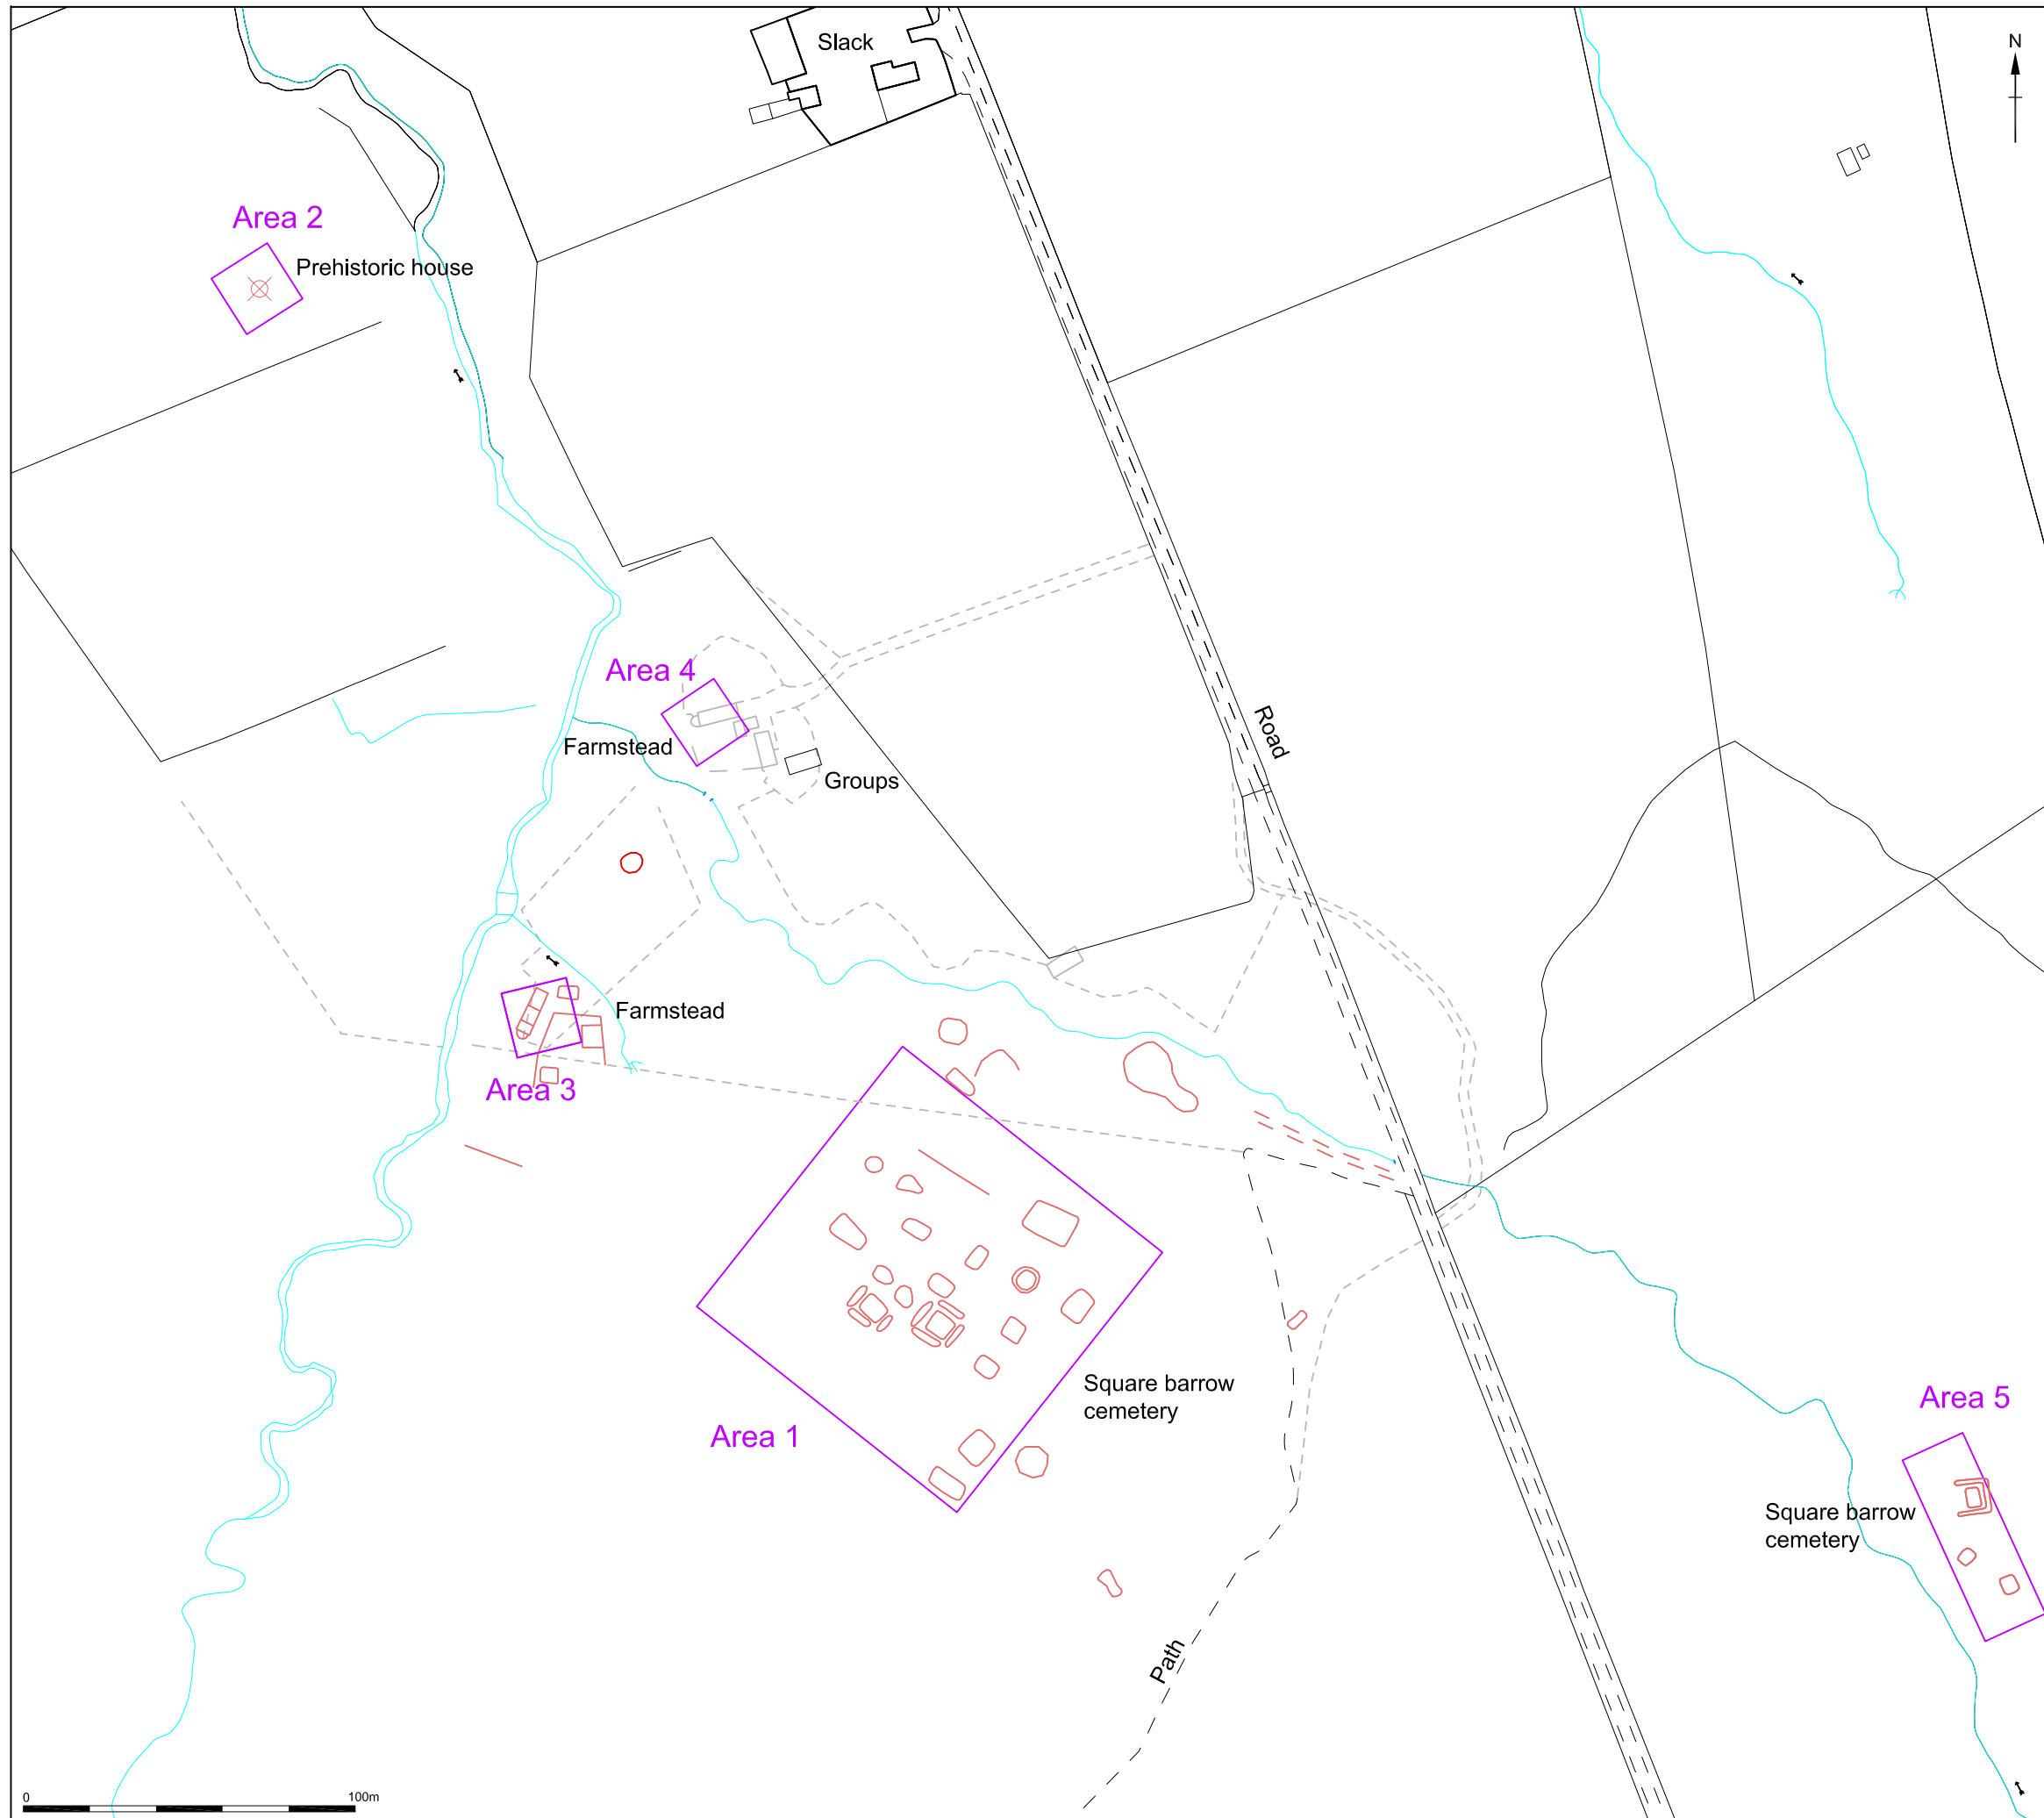 Slack
N
Area 2
Prehistoric house
Area 4
Road
Farmstead
Groups
Farmstead
Area 3
Square barrow
cemetery
Area 1
Area 5
Square barrow
cemetery
Path
0 100m